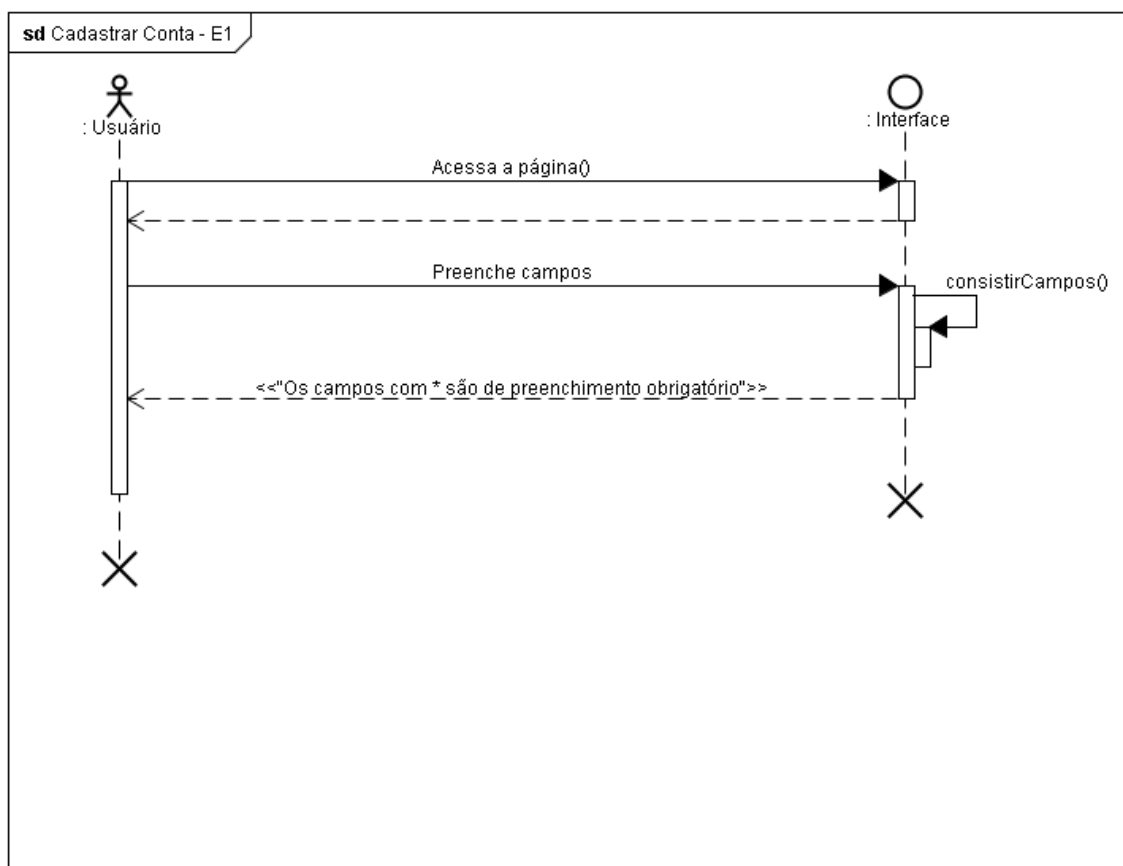 sd Cadastrar Conta - E1
: Usuário
: Interface
Acessa a página()
Preenche campos
consistirCampos()
<<"Os campos com * são de preenchimento obrigatório">>